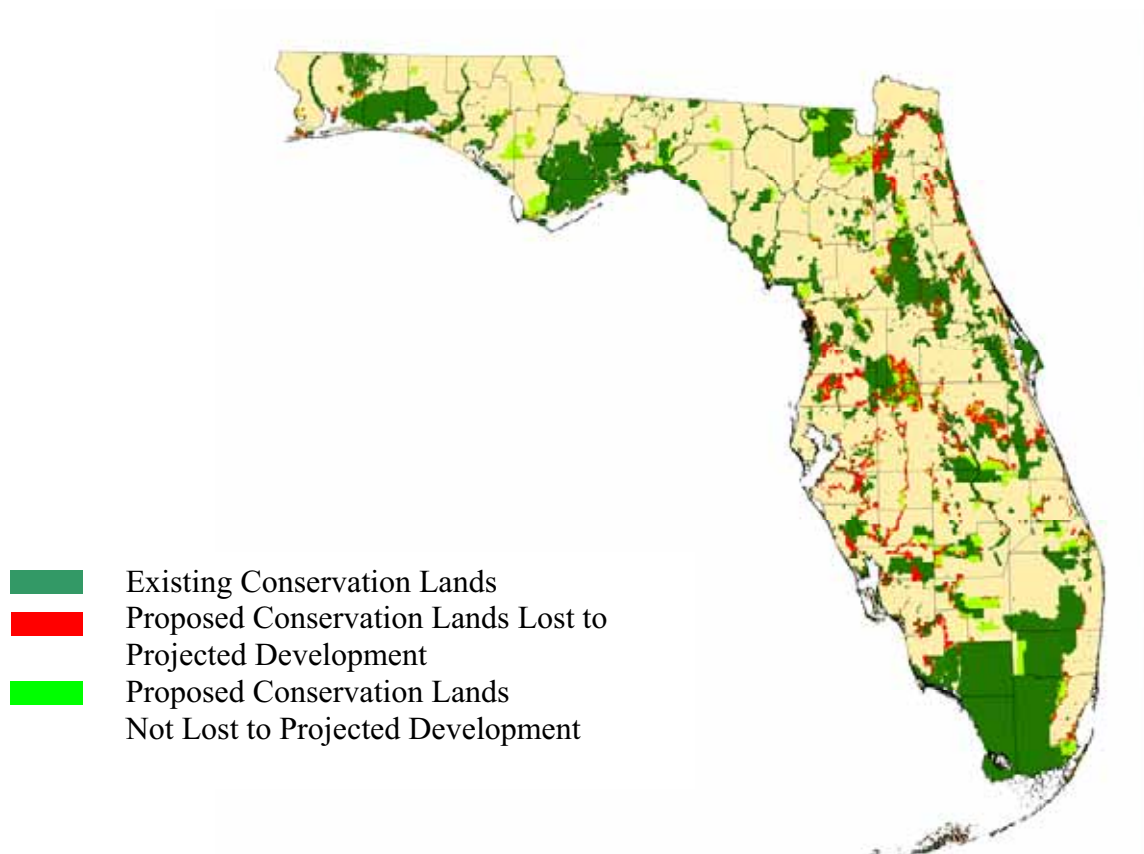 Existing Conservation Lands
Proposed Conservation Lands Lost to
Projected Development
Proposed Conservation Lands
Not Lost to Projected Development